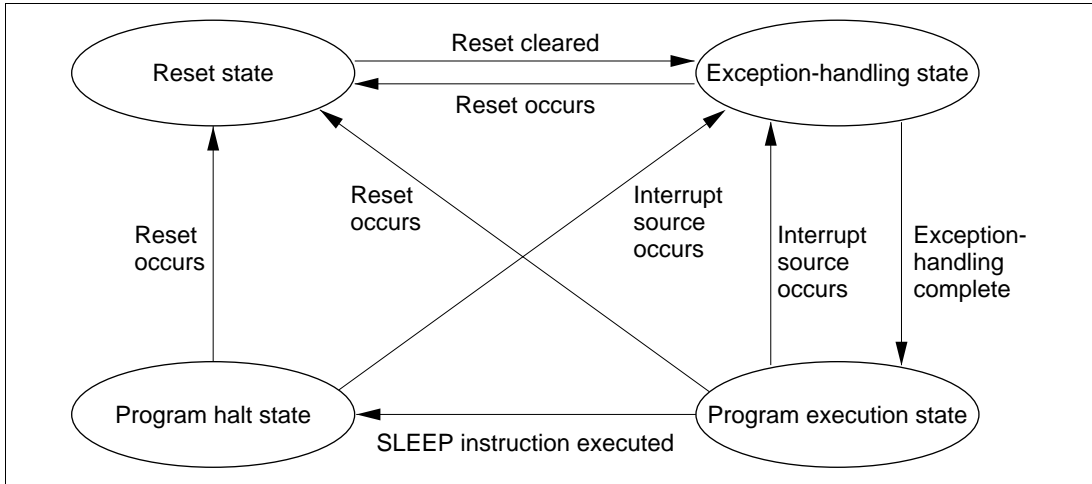 Reset cleared
Reset state
Exception-handling state
Reset occurs
Reset
occurs
Interrupt
source
occurs
Reset
occurs
Interrupt
source
occurs
Exception-
handling
complete
Program halt state
Program execution state
SLEEP instruction executed